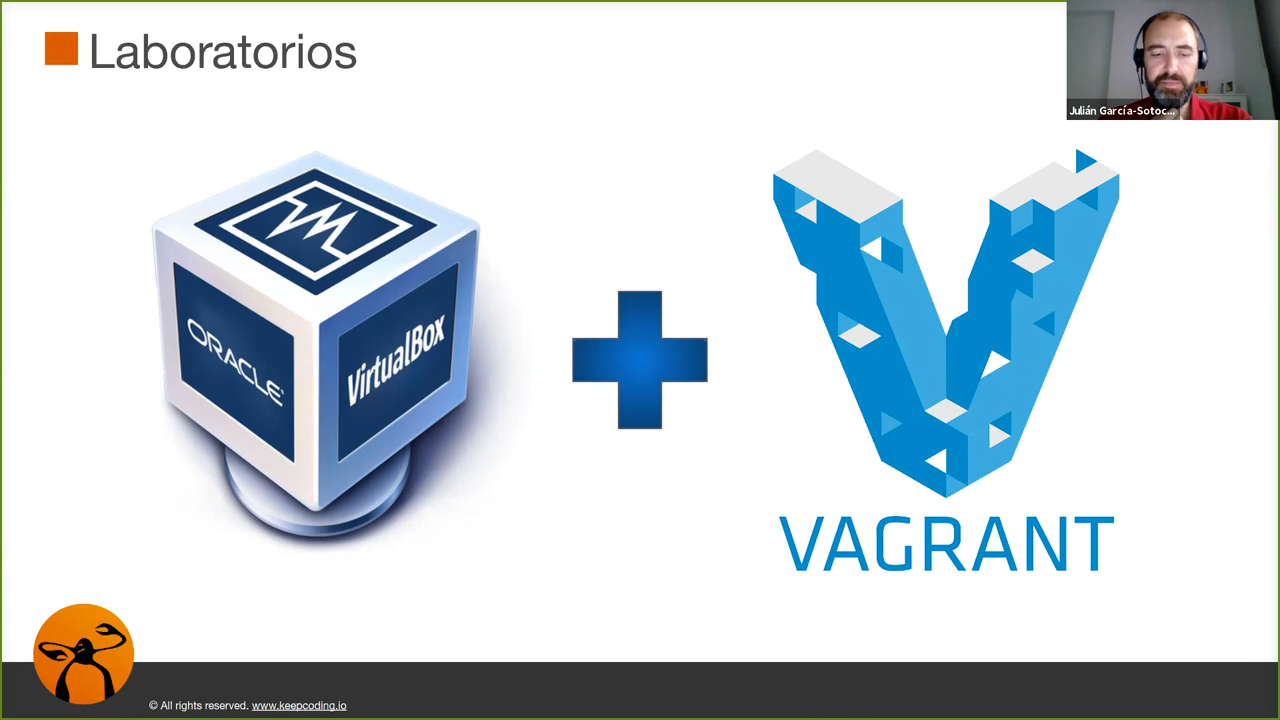 Laboratorios
Julián García-Sotoc...
ORACLE
VirtualBox
VAGRANT
© All rights reserved. www.keepcoding.io